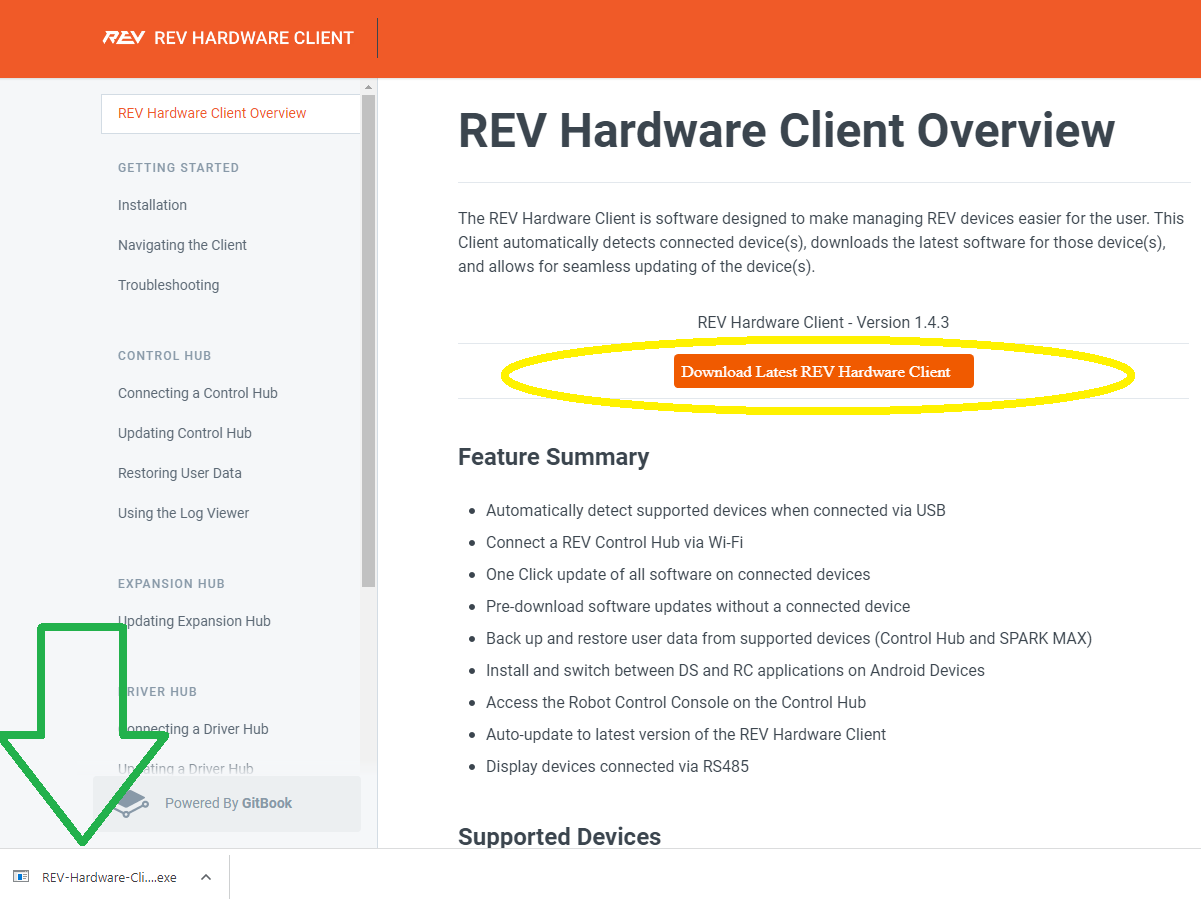 REV REV HARDWARE CLIENT
REV Hardware Client Overview
GETTING STARTED
Installation
Navigating the Client
Troubleshooting
CONTROL HUB
Connecting a Control Hub
Updating Control Hub
Restoring User Data
Using the Log Viewer
EXPANSION HUB
Updating Expansion Hub
DRIVER HUB
Connecting a Driver Hub
Updating a Driver Hub
Powered By GitBook
REV Hardware Client Overview
The REV Hardware Client is software designed to make managing REV devices easier for the user. This
Client automatically detects connected device(s), downloads the latest software for those device(s),
and allows for seamless updating of the device(s).
REV Hardware Client - Version 1.4.3
Download Latest REV Hardware Client
Feature Summary
Automatically detect supported devices when connected via USB
Connect a REV Control Hub via Wi-Fi
One Click update of all software on connected devices
Pre-download software updates without a connected device
Back up and restore user data from supported devices (Control Hub and SPARK MAX)
Install and switch between DS and RC applications on Android Devices
Access the Robot Control Console on the Control Hub
Auto-update to latest version of the REV Hardware Client
Display devices connected via RS485
Supported Devices
REV-Hardware-Cli....exe